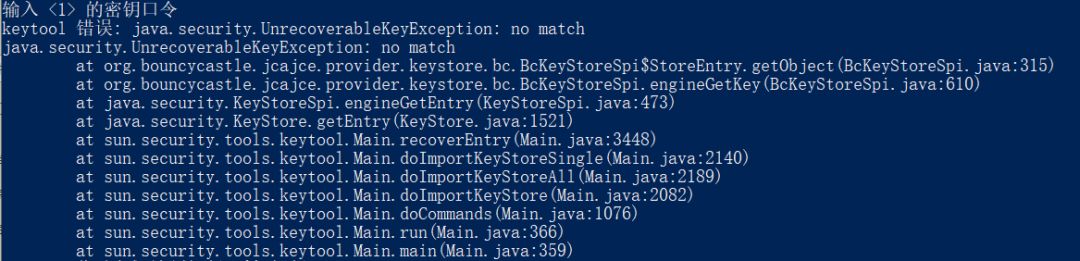 输入 <1> 的密钥口令
keytool 错误: java.security.UnrecoverableKeyException: no match
java.security.UnrecoverableKeyException: no match
at org.bouncycastle.jcajce.provider.keystore.bc.BcKeyStoreSpi$StoreEntry.getObject(BcKeyStoreSpi.java:315)
at org.bouncycastle.jcajce.provider.keystore.bc.BcKeyStoreSpi.engineGetKey(BcKeyStoreSpi.java:610)
at java.security.KeyStoreSpi.engineGetEntry(KeyStoreSpi.java:473)
at java.security.KeyStore.getEntry(KeyStore.java:1521)
at sun.security.tools.keytool.Main.recoverEntry(Main.java:3448)
at sun.security.tools.keytool.Main.doImportKeyStoreSingle(Main.java:2140)
at sun.security.tools.keytool.Main.doImportKeyStoreAll(Main.java:2189)
at sun.security.tools.keytool.Main.doImportKeyStore(Main.java:2082)
at sun.security.tools.keytool.Main.doCommands(Main.java:1076)
at sun.security.tools.keytool.Main.run(Main.java:366)
at sun.security.tools.keytool.Main.main(Main.java:359)